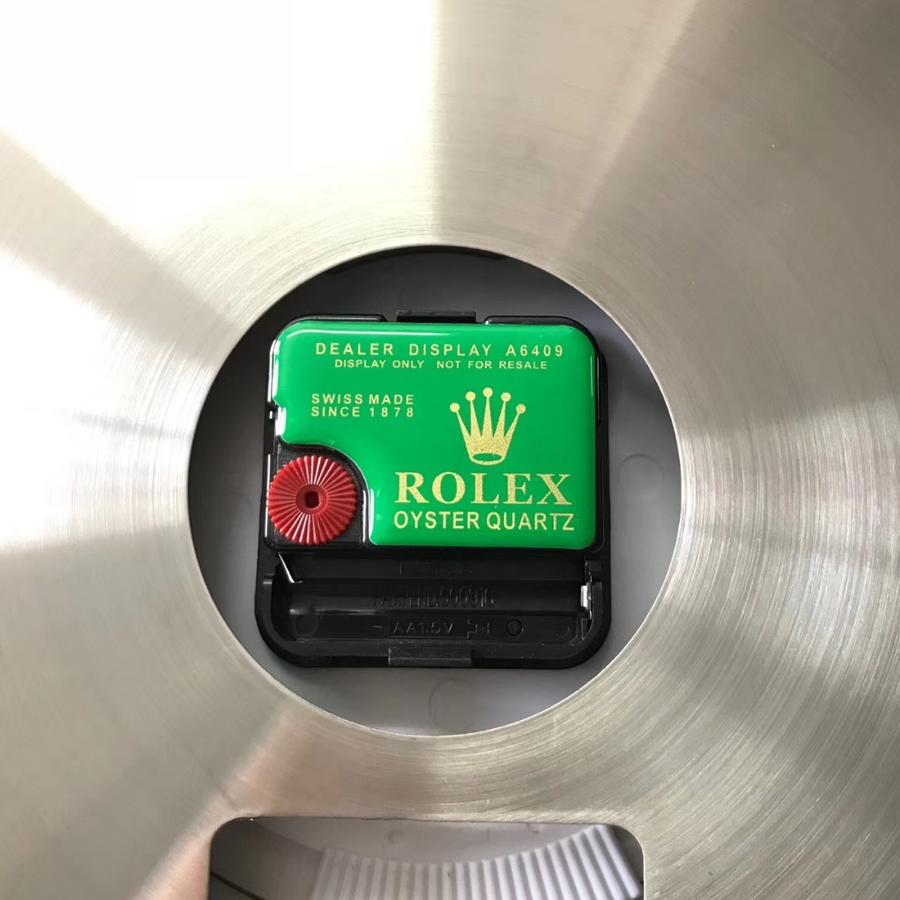 DEALER DISPLAY A6409
DISPLAY ONLY NOT FOR RESALE
SWISS MADE
SINCE 1878
ROLEX
OYSTER QUARTZ
AA1.5V